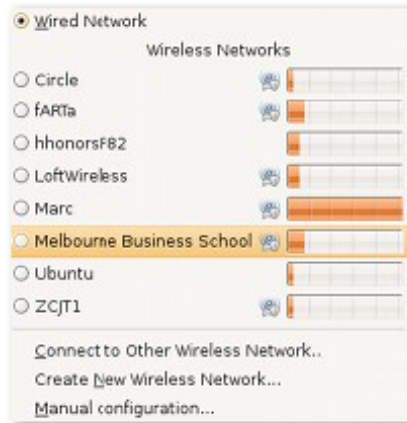 Wired Network
Wireless Networks
Circle
fARTa
hhonorsF82
LoftWireless
Marc
Melbourne Business School
Ubuntu
ZCJT1
Connect to Other Wireless Network..
Create New Wireless Network...
Manual configuration...